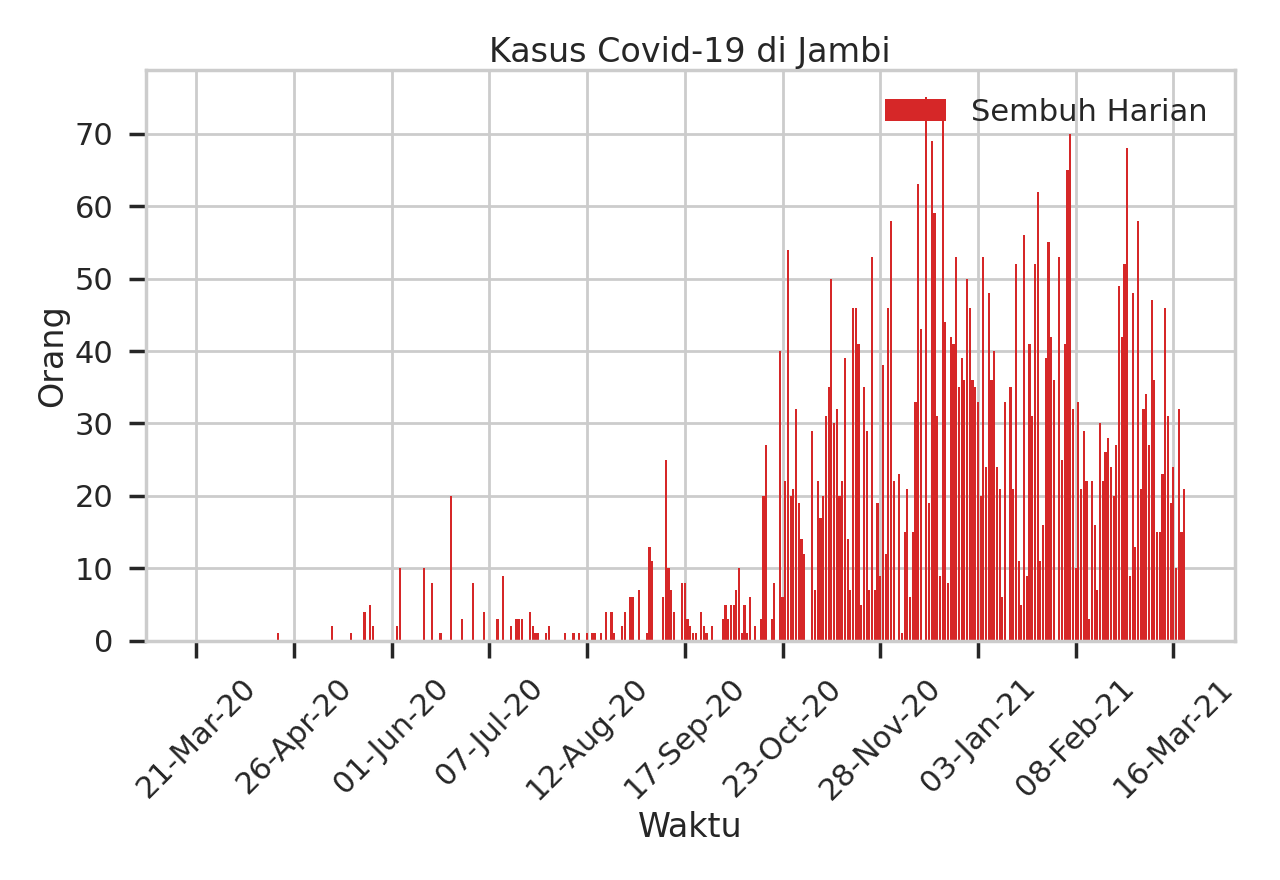 Kasus Covid-19 di Jambi
Sembuh Harian
Orang
70
60
50
40
30
20
10
0
21-Mar-20
26-Apr-20
01-Jun-20
07-Jul-20
12-Aug-20
17-Sep-20
23-Oct-20
28-Nov-20
03-Jan-21
08-Feb-21
16-Mar-21
Waktu